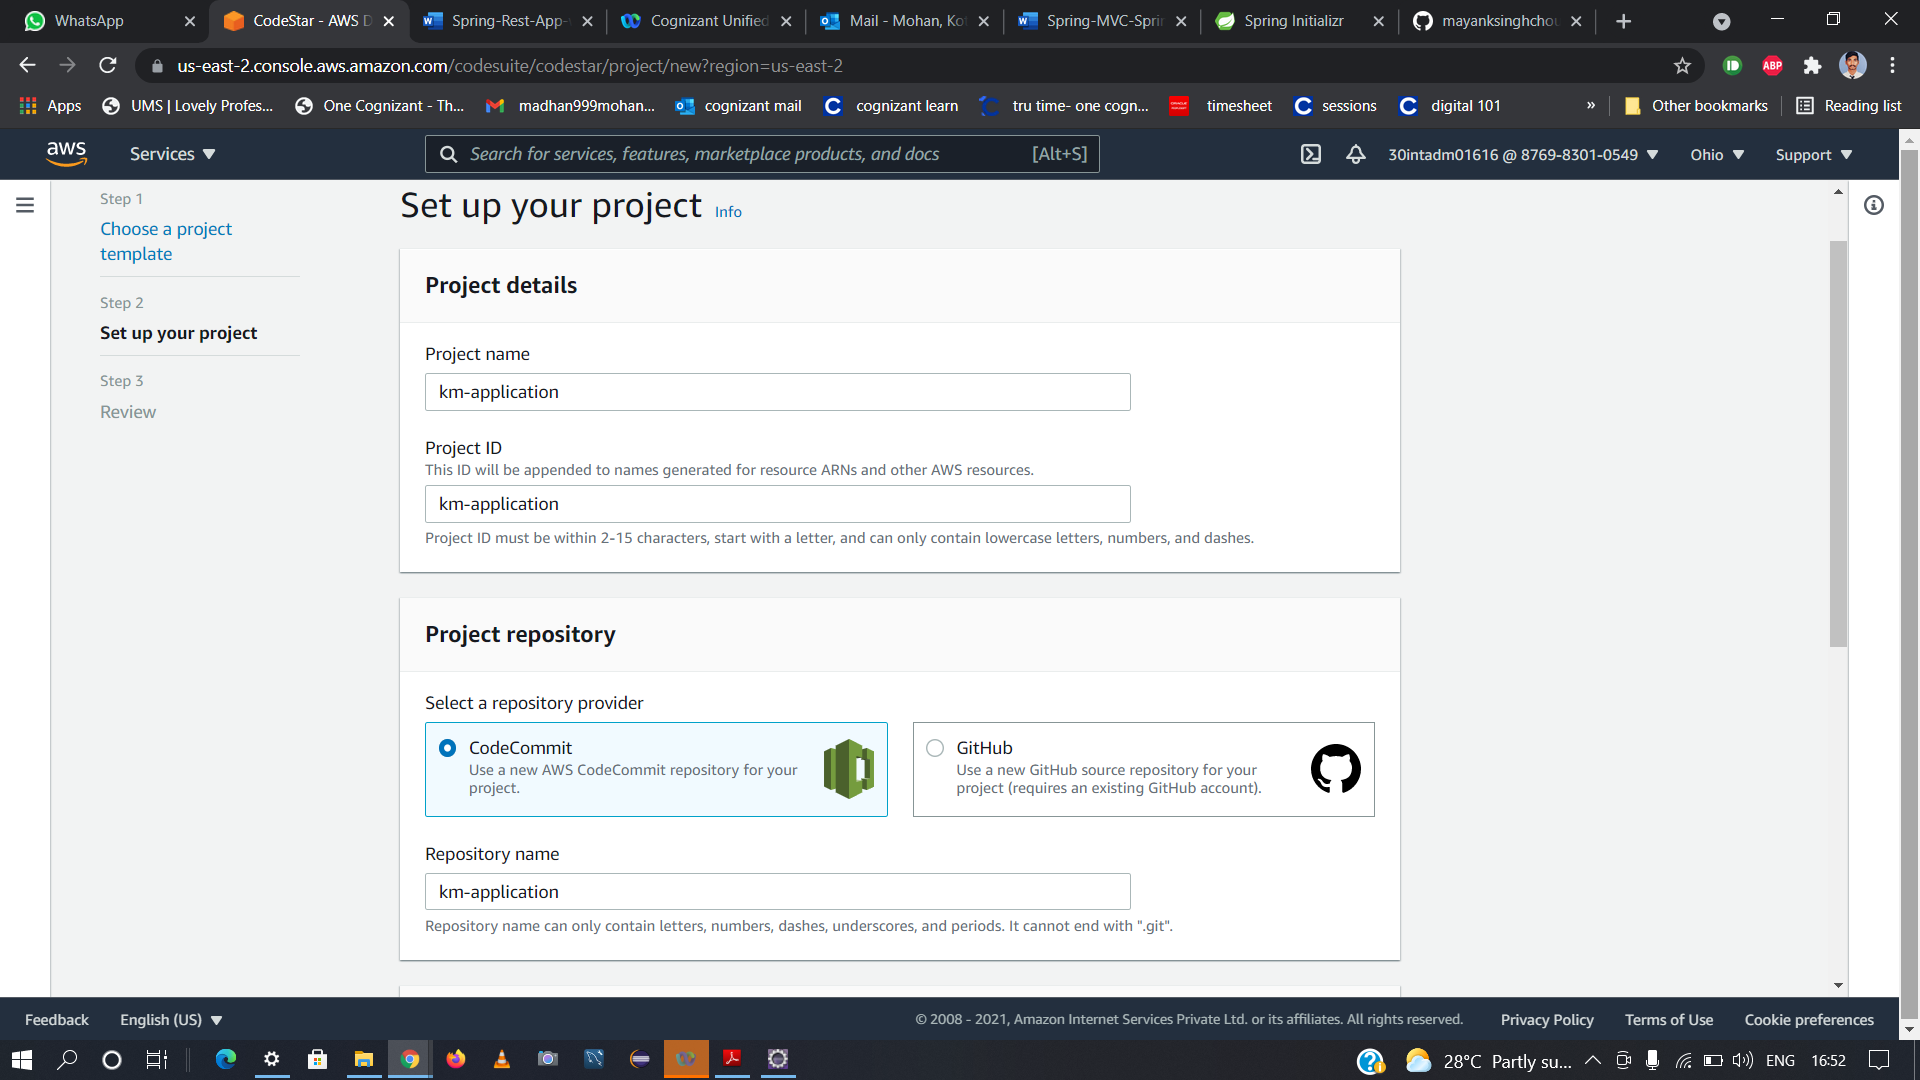 WhatsApp
CodeStar - AWS D
Spring-Rest-App-
Cognizant Unified
Mail - Mohan, Kot
Spring-MVC-Sprin
Spring Initializr
mayanksinghchou
us-east-2.console.aws.amazon.com/codesuite/codestar/project/new?region=us-east-2
ABP
Apps
UMS | Lovely Profes...
One Cognizant - Th...
madhan999mohan...
cognizant mail
cognizant learn
tru time- one cogn...
timesheet
sessions
digital 101
»
Other bookmarks
Reading list
aws
Services
Search for services, features, marketplace products, and docs
[Alt+S]
30intadm01616 @ 8769-8301-0549
Ohio
Support
Step 1
Choose a project
template
Step 2
Set up your project
Step 3
Review
Set up your project Info
Project details
Project name
km-application
Project ID
This ID will be appended to names generated for resource ARNs and other AWS resources.
km-application
Project ID must be within 2-15 characters, start with a letter, and can only contain lowercase letters, numbers, and dashes.
Project repository
Select a repository provider
CodeCommit
Use a new AWS CodeCommit repository for your
project.
GitHub
Use a new GitHub source repository for your
project (requires an existing GitHub account).
Repository name
km-application
Repository name can only contain letters, numbers, dashes, underscores, and periods. It cannot end with ".git".
Feedback
English (US)
© 2008 - 2021, Amazon Internet Services Private Ltd. or its affiliates. All rights reserved.
Privacy Policy
Terms of Use
Cookie preferences
28°C Partly su...
ENG
16:52